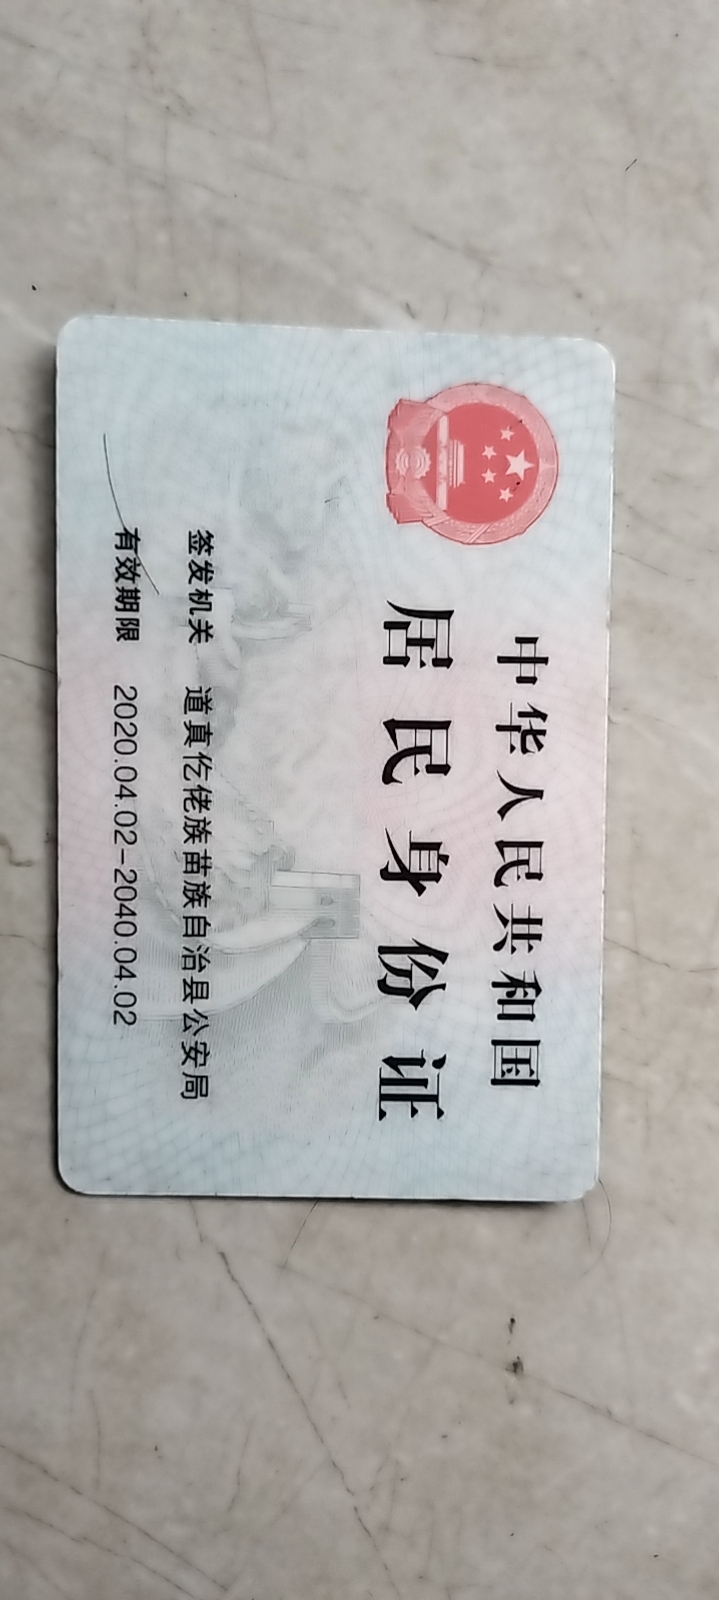 中华人民共和国
居民身份证
签发机关 道真仡佬族苗族自治县公安局
有效期限 2020.04.02-2040.04.02